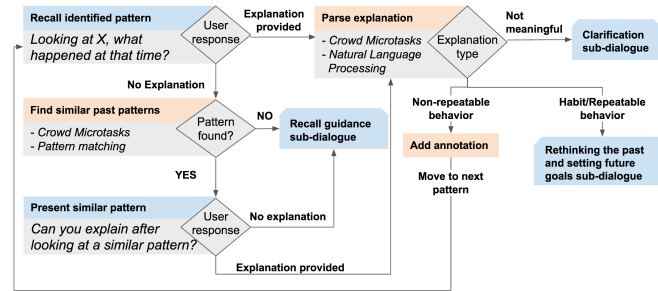 Recall identified pattern
Looking at X, what
happened at that time?
User
response
Explanation
provided
Parse explanation
- Crowd Microtasks
- Natural Language
Processing
Explanation
type
Not
meaningful
Clarification
sub-dialogue
No Explanation
Find similar past patterns
- Crowd Microtasks
- Pattern matching
Pattern
found?
NO
Recall guidance
sub-dialogue
Non-repeatable
behavior
Habit/Repeatable
behavior
Add annotation
Rethinking the past
and setting future
goals sub-dialogue
Move to next
pattern
YES
Present similar pattern
Can you explain after
looking at a similar pattern?
User
response
No explanation
Explanation provided